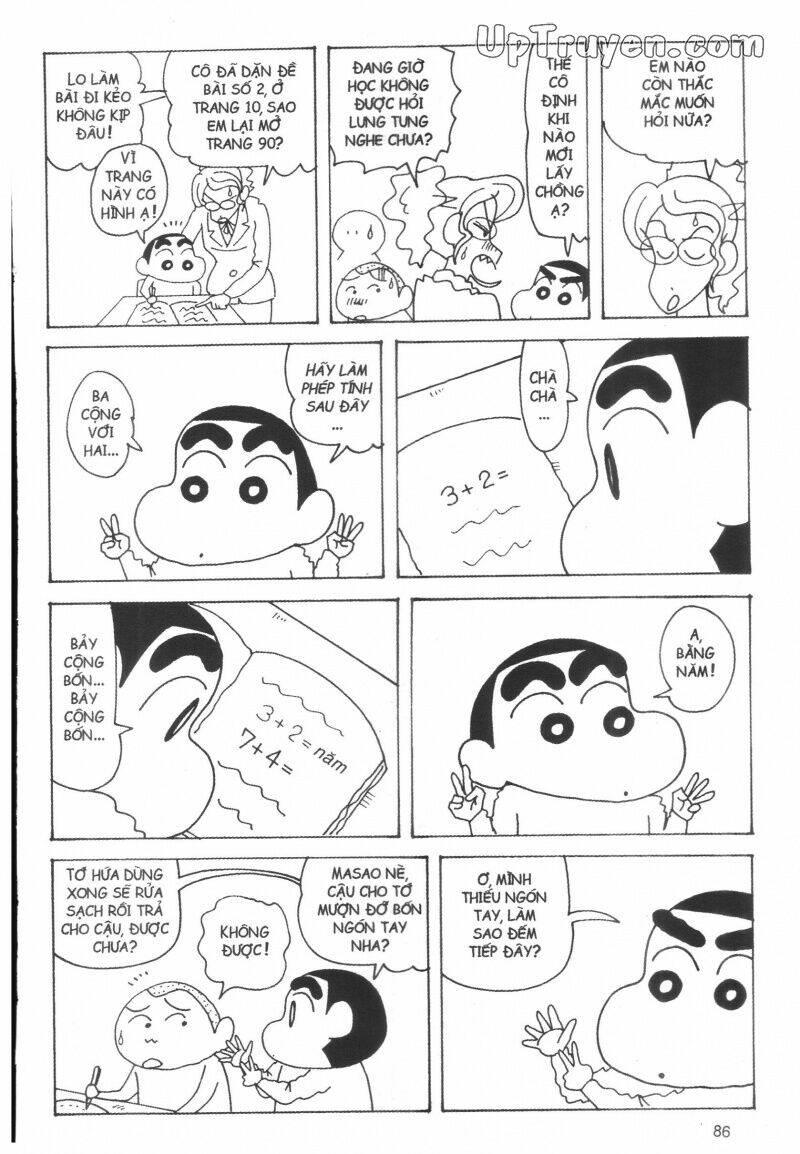 UpTruyen.com
EM NÀO
CÒN THẮC
MẮC MUỐN
HỎI NỮA?
THẾ
CÔ
ĐỊNH
KHI
NÀO
MỚI
LẤY
CHỒNG
Ạ?
ĐANG GIỜ
HỌC KHÔNG
ĐƯỢC HỎI
LUNG TUNG
NGHE CHƯA?
CÔ ĐÃ DẶN ĐỀ
BÀI SỐ 2, Ở
TRANG 10, SAO
EM LẠI MỞ
TRANG 90?
LO LÀM
BÀI ĐI KẺO
KHÔNG KỊP
ĐÂU!
VÌ
TRANG
NÀY CÓ
HÌNH Ạ!
CHÀ
CHÀ
...
3+2=
HÃY LÀM
PHÉP TÍNH
SAU ĐÂY
...
BA
CỘNG
VỚI
HAI...
A,
BẰNG
NĂM!
BẢY
CỘNG
BỐN...
BẢY
CỘNG
BỐN...
3+2=năm
7+4=
Ơ, MÌNH
THIẾU NGÓN
TAY, LÀM
SAO ĐẾM
TIẾP ĐÂY?
MASAO NÈ,
CẬU CHO TỚ
MƯỢN ĐỠ BỐN
NGÓN TAY
NHA?
KHÔNG
ĐƯỢC!
TỚ HỨA DÙNG
XONG SẼ RỬA
SẠCH RỒI TRẢ
CHO CẬU, ĐƯỢC
CHƯA?
86